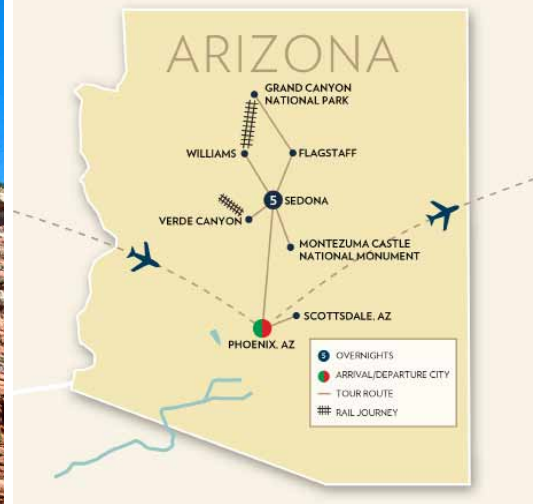 ARIZONA
GRAND CANYON
NATIONAL PARK
WILLIAMS
FLAGSTAFF
5 SEDONA
VERDE CANYON
MONTEZUMA CASTLE
NATIONAL MONUMENT
SCOTTSDALE, AZ
PHOENIX, AZ
5 OVERNIGHTS
ARRIVAL/DEPARTURE CITY
TOUR ROUTE
RAIL JOURNEY